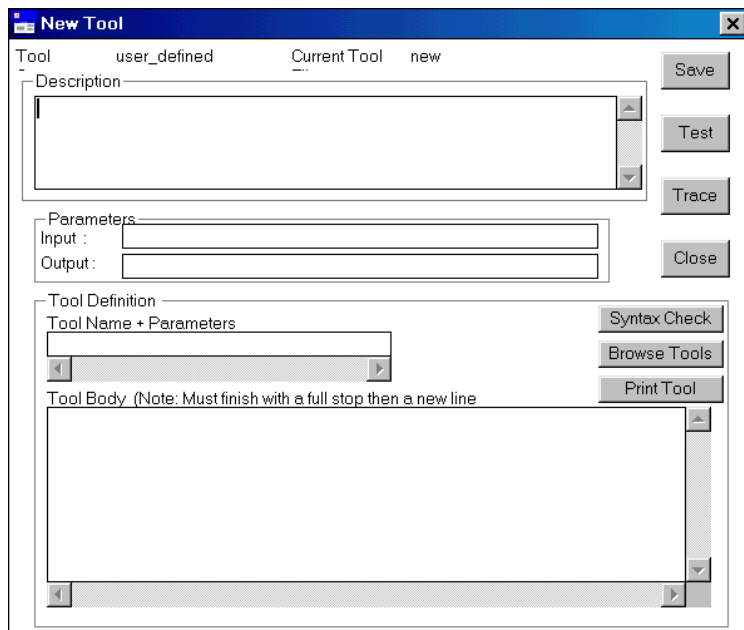 New Tool
Tool user_defined Current Tool new
Save
Description
Test
Trace
Parameters
Input :
Output :
Close
Tool Definition
Tool Name + Parameters
Syntax Check
Browse Tools
Print Tool
Tool Body (Note: Must finish with a full stop then a new line